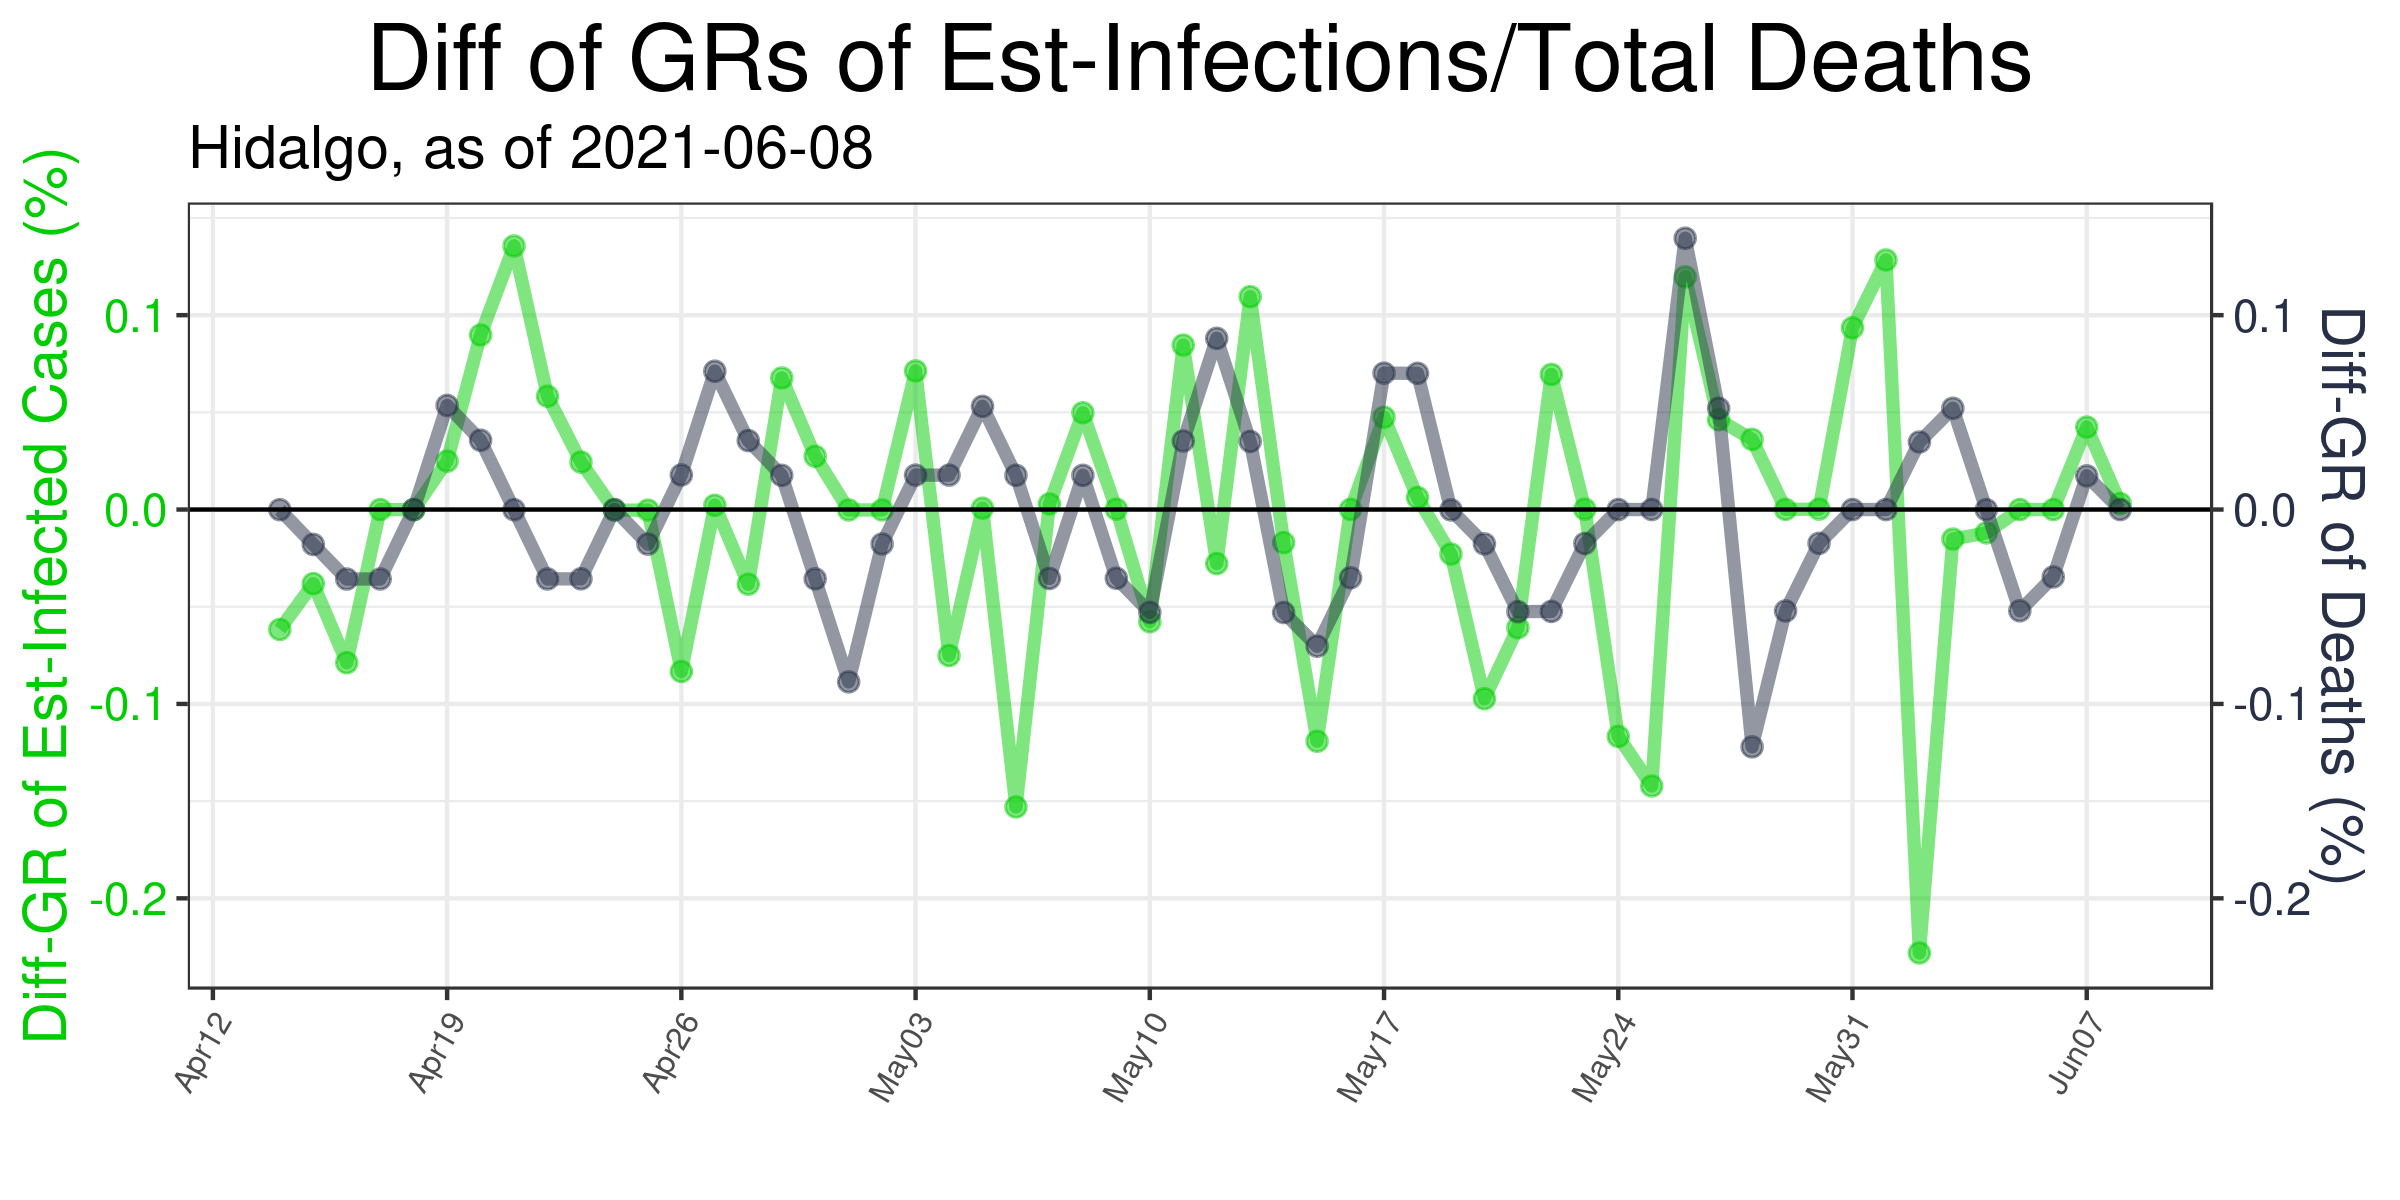 Diff of GRs of Est-Infections/Total Deaths
Hidalgo, as of 2021-06-08
Diff-GR of Est-Infected Cases (%)
0.1
0.0
-0.1
-0.2
0.1
0.0
-0.1
-0.2
Diff-GR of Deaths (%)
Apr12
Apr19
Apr26
May03
May10
May17
May24
May31
Jun07